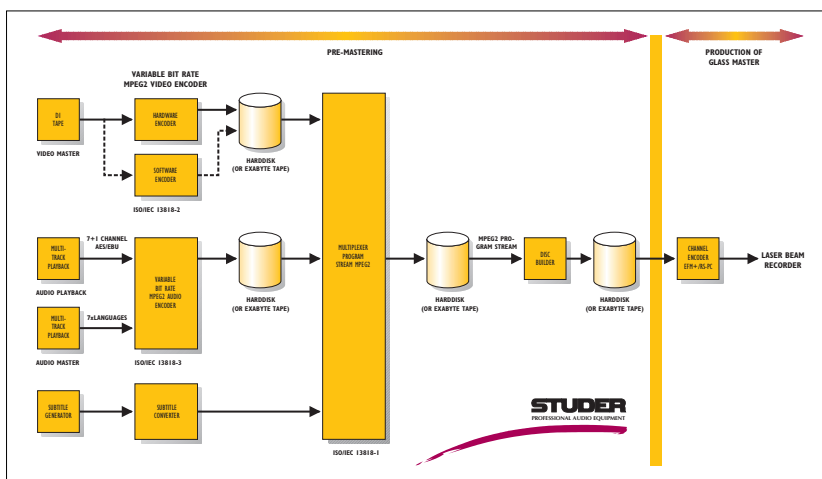 PRE-MASTERING
PRODUCTION OF
GLASS MASTER
VARIABLE BIT RATE
MPEG2 VIDEO ENCODER
D1
TAPE
VIDEO MASTER
HARDWARE
ENCODER
SOFTWARE
ENCODER
ISO/IEC 13818-2
HARDDISK
(OR EXABYTE TAPE)
7+1 CHANNEL
AES/EBU
MULTI-
TRACK
PLAYBACK
AUDIO PLAYBACK
MULTI-
TRACK
PLAYBACK
7xLANGUAGES
AUDIO MASTER
VARIABLE
BIT RATE
MPEG2 AUDIO
ENCODER
ISO/IEC 13818-3
HARDDISK
(OR EXABYTE TAPE)
SUBTITLE
GENERATOR
SUBTITLE
CONVERTER
MULTIPLEXER
PROGRAM
STREAM MPEG2
ISO/IEC 13818-1
HARDDISK
(OR EXABYTE TAPE)
MPEG2 PRO-
GRAM STREAM
DISC
BUILDER
HARDDISK
(OR EXABYTE TAPE)
CHANNEL
ENCODER
EFM+/RS-PC
LASER BEAM
RECORDER
STUDER
PROFESSIONAL AUDIO EQUIPMENT